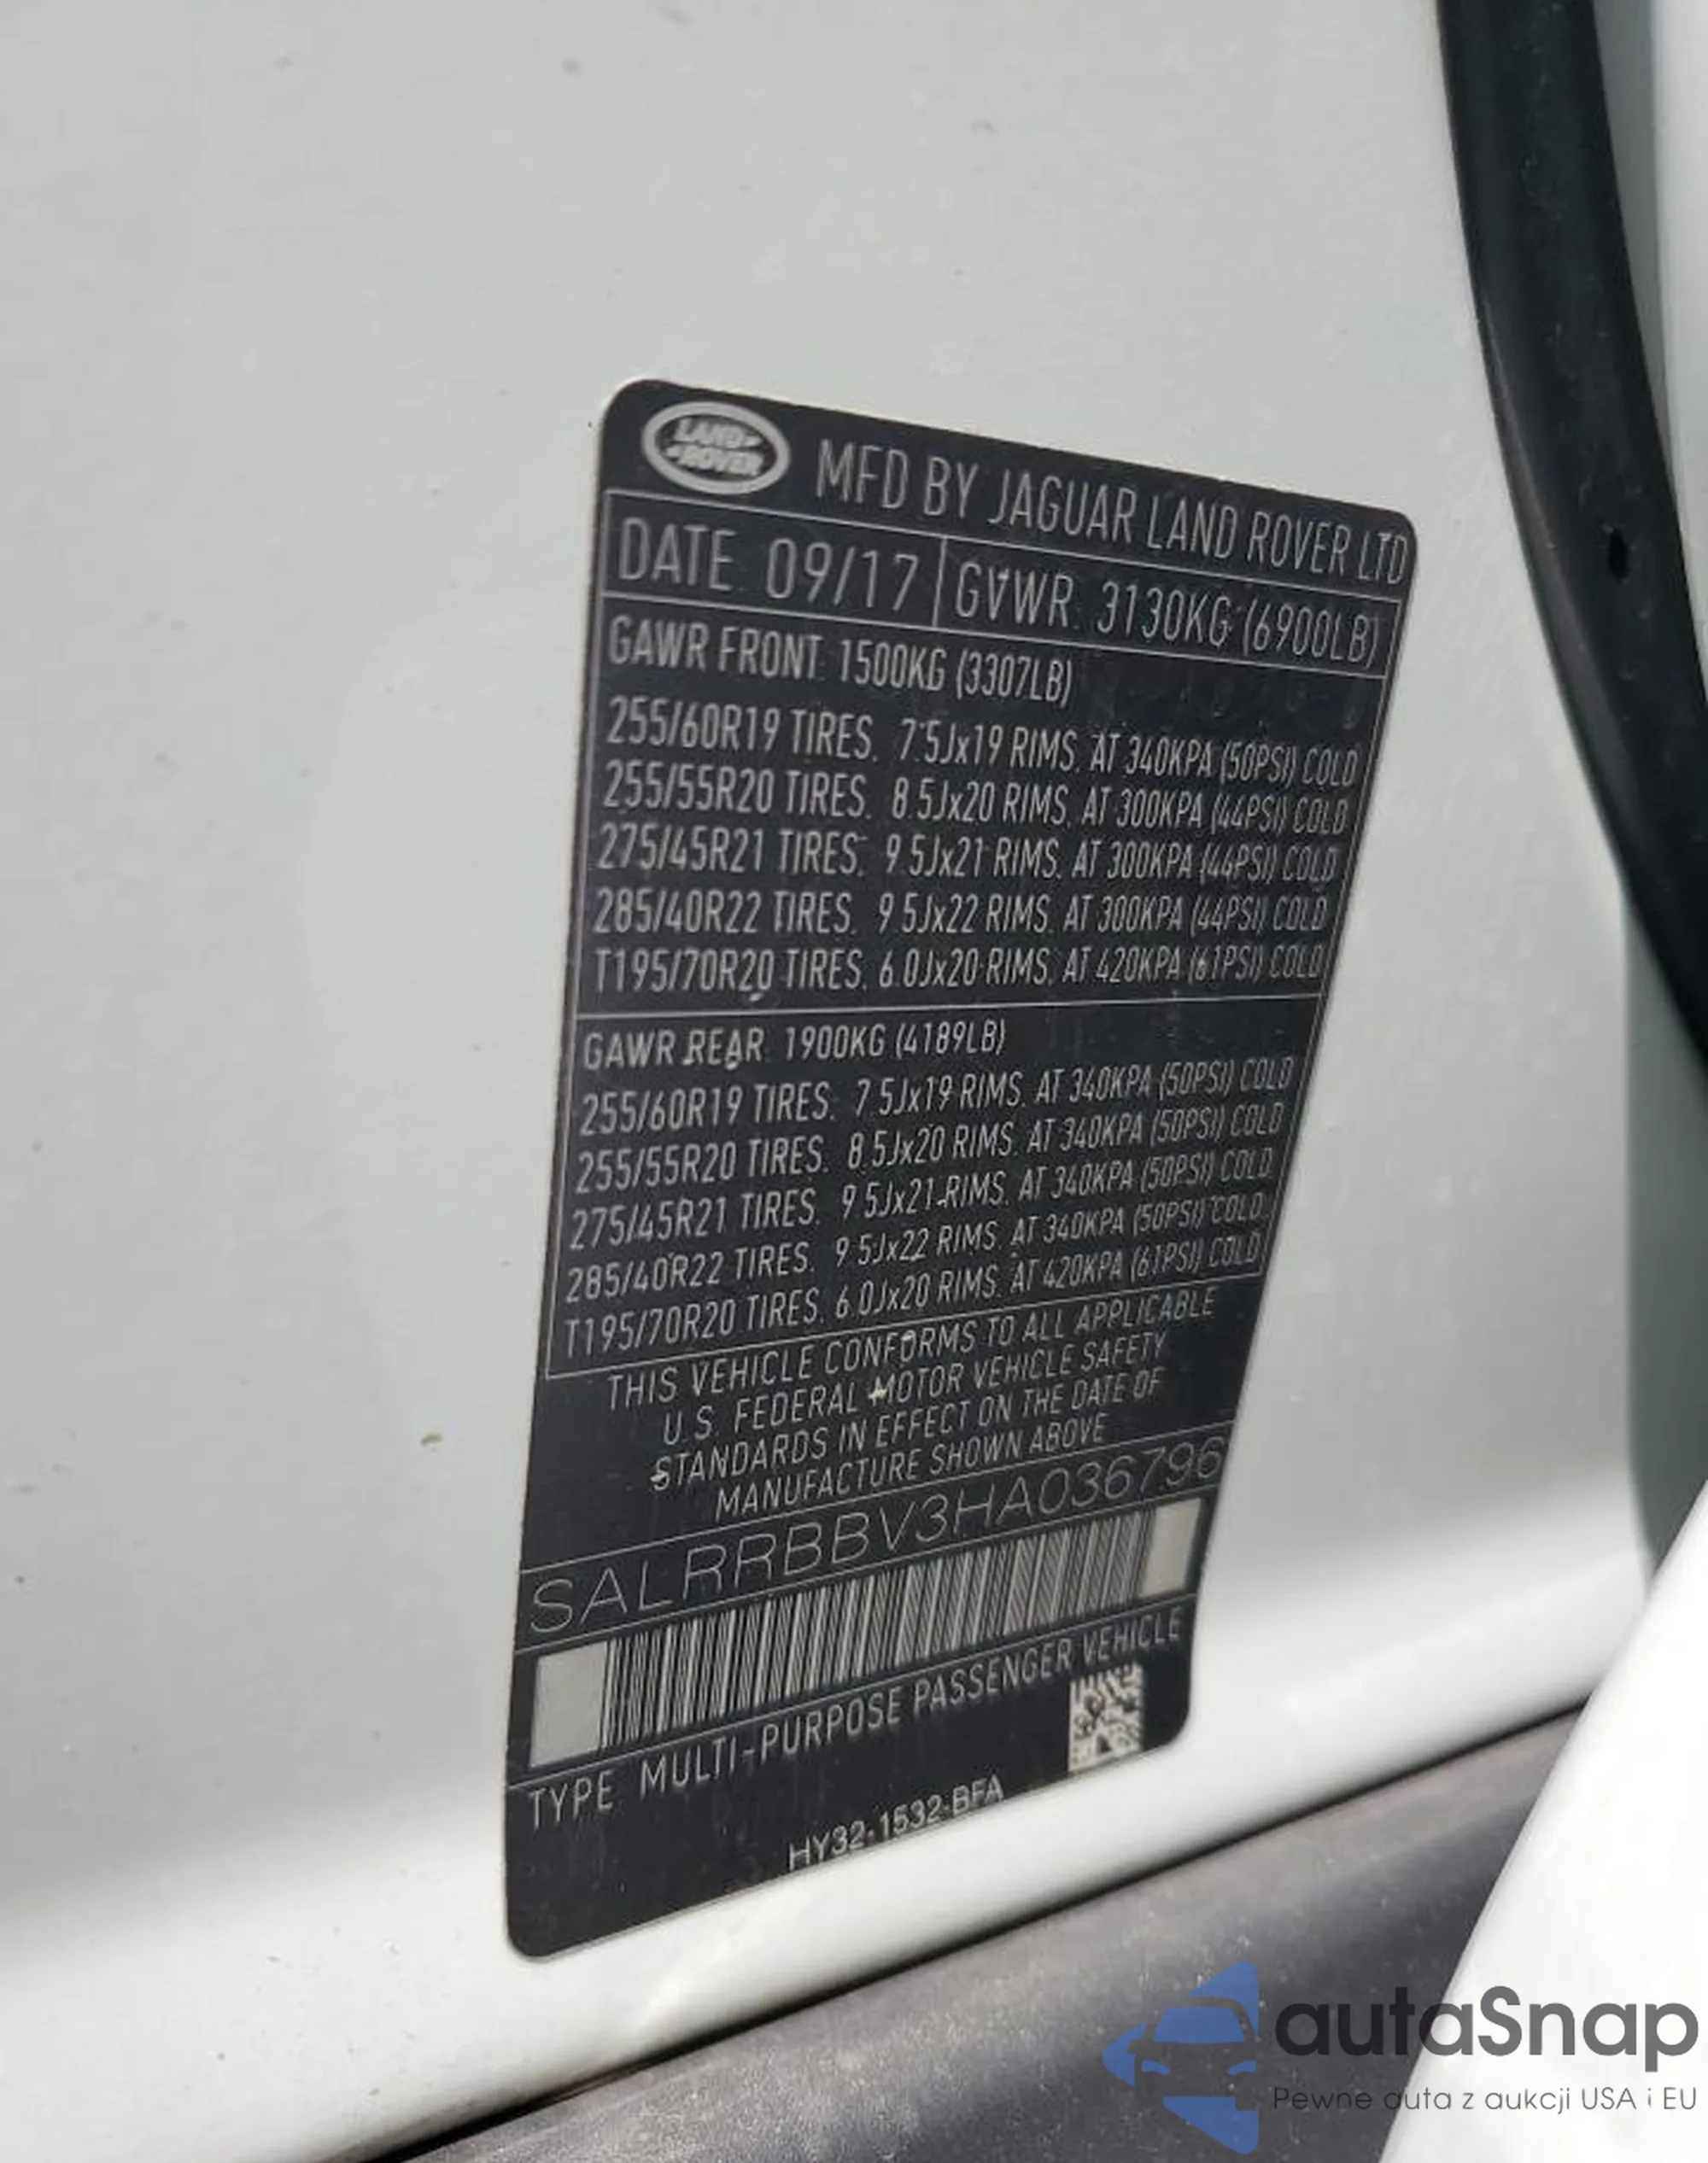 LAND ROVER
MFD BY JAGUAR LAND ROVER LTD
DATE: 09/17 GVWR: 3130KG (6900LB)
GAWR FRONT: 1500KG (3307LB)
255/60R19 TIRES. 7.5Jx19 RIMS. AT 340KPA (50PSI) COLD
255/55R20 TIRES. 8.5Jx20 RIMS. AT 300KPA (44PSI) COLD
275/45R21 TIRES. 9.5Jx21 RIMS. AT 300KPA (44PSI) COLD
285/40R22 TIRES. 9.5Jx22 RIMS. AT 300KPA (44PSI) COLD
T195/70R20 TIRES. 6.0Jx20 RIMS. AT 420KPA (61PSI) COLD
GAWR REAR: 1900KG (4189LB)
255/60R19 TIRES. 7.5Jx19 RIMS. AT 340KPA (50PSI) COLD
255/55R20 TIRES. 8.5Jx20 RIMS. AT 340KPA (50PSI) COLD
275/45R21 TIRES. 9.5Jx21 RIMS. AT 340KPA (50PSI) COLD
285/40R22 TIRES. 9.5Jx22 RIMS. AT 340KPA (50PSI) COLD
T195/70R20 TIRES. 6.0Jx20 RIMS. AT 420KPA (61PSI) COLD
THIS VEHICLE CONFORMS TO ALL APPLICABLE
U.S. FEDERAL MOTOR VEHICLE SAFETY
STANDARDS IN EFFECT ON THE DATE OF
MANUFACTURE SHOWN ABOVE
SALRRBBV3HA036796
TYPE: MULTI-PURPOSE PASSENGER VEHICLE
HY32-1532-BFA
autaSnap
Pewne auta z aukcji USA i EU